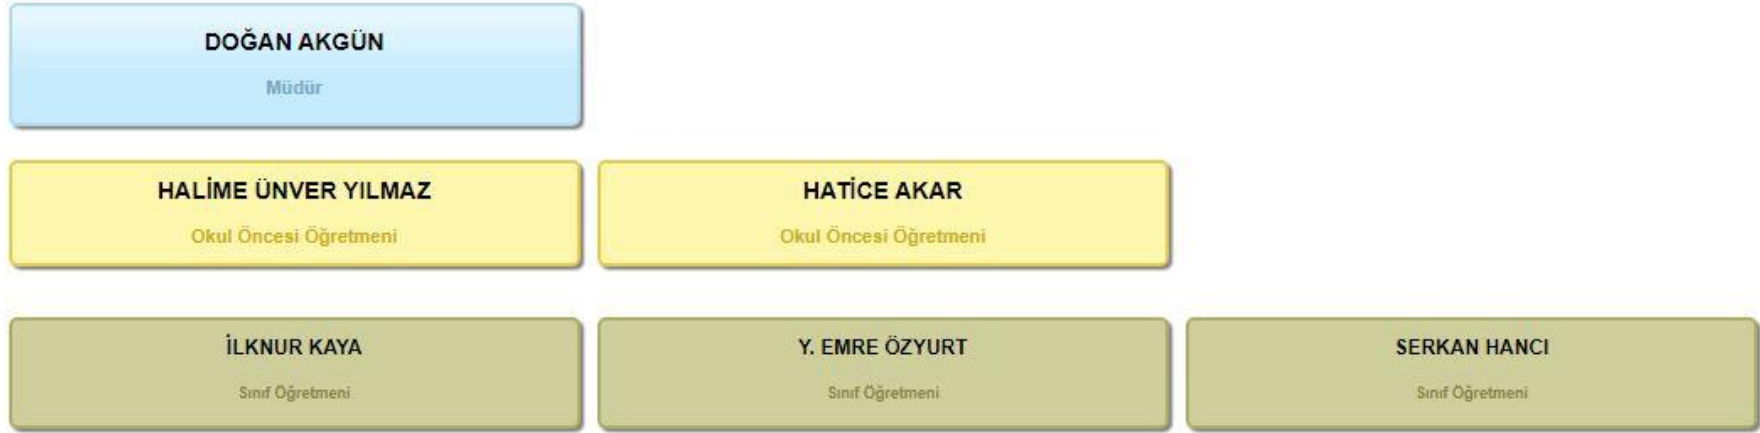 DOĞAN AKGÜN
Müdür
HALİME ÜNVER YILMAZ
Okul Öncesi Öğretmeni
HATİCE AKAR
Okul Öncesi Öğretmeni
İLKNUR KAYA
Sınıf Öğretmeni
Y. EMRE ÖZYURT
Sınıf Öğretmeni
SERKAN HANCI
Sınıf Öğretmeni